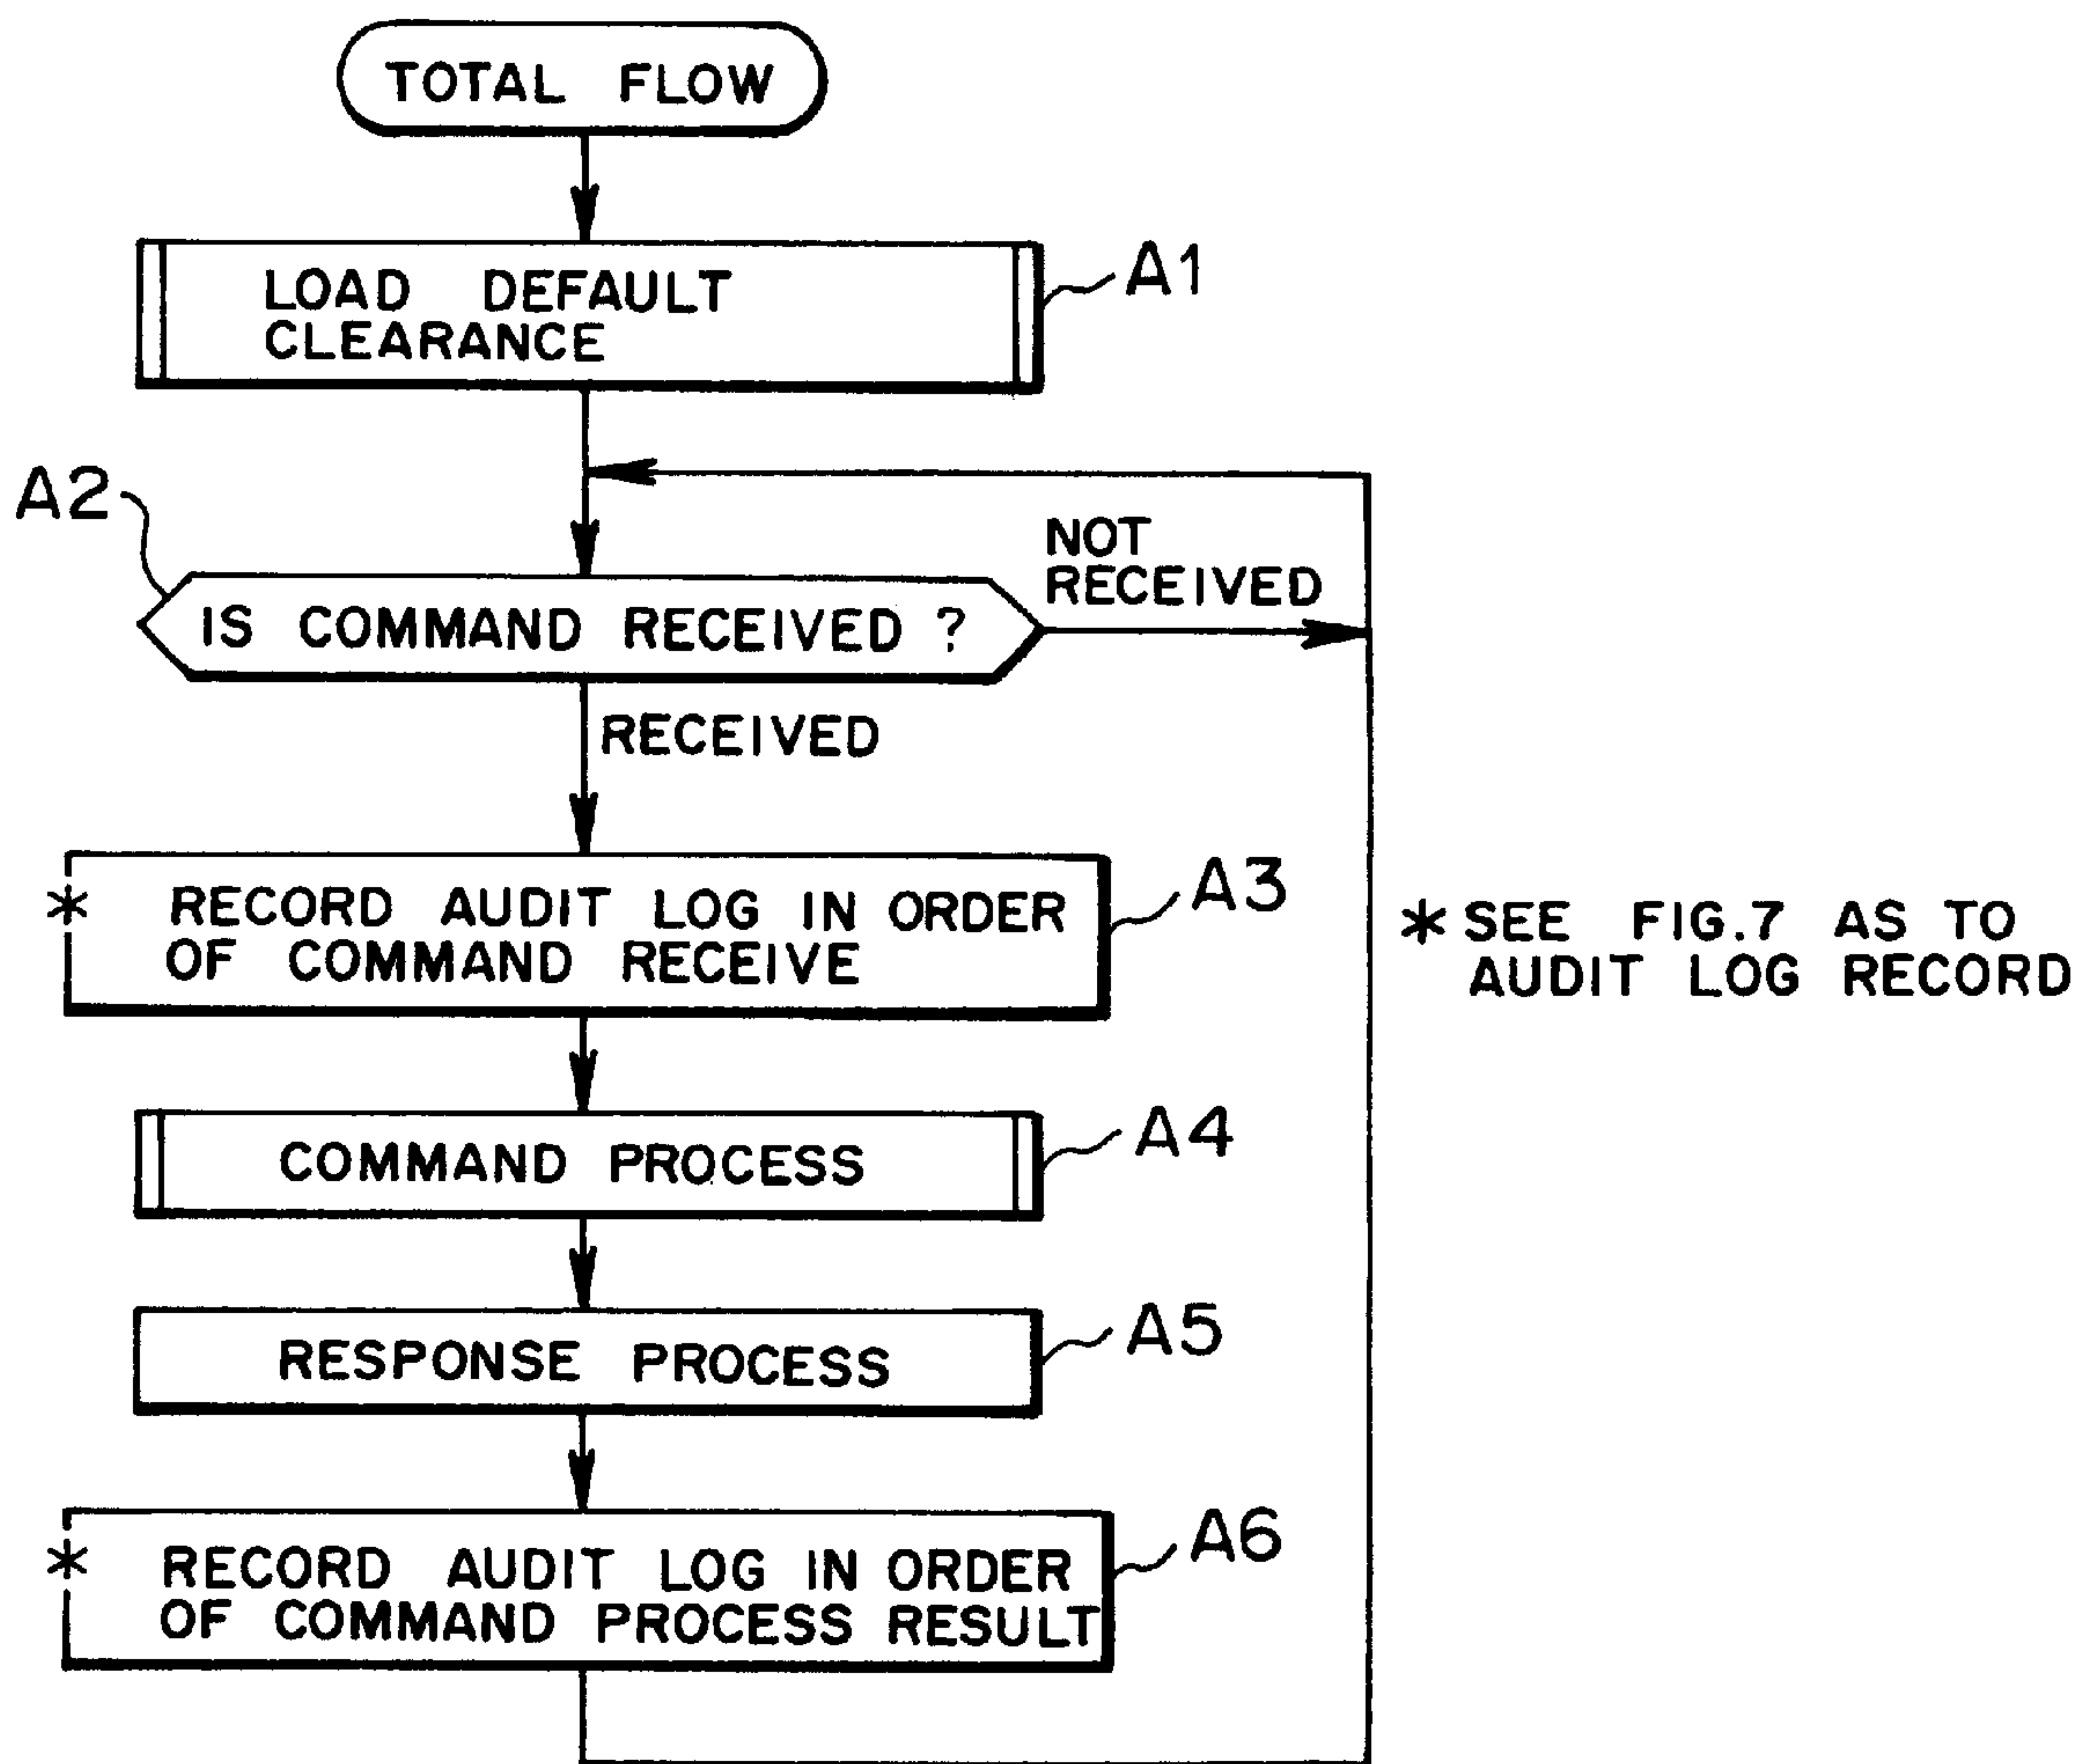 TOTAL FLOW
LOAD DEFAULT
CLEARANCE
A1
A2
IS COMMAND RECEIVED ?
NOT
RECEIVED
RECEIVED
* RECORD AUDIT LOG IN ORDER
OF COMMAND RECEIVE
A3
* SEE FIG.7 AS TO
AUDIT LOG RECORD
COMMAND PROCESS
A4
RESPONSE PROCESS
A5
* RECORD AUDIT LOG IN ORDER
OF COMMAND PROCESS RESULT
A6